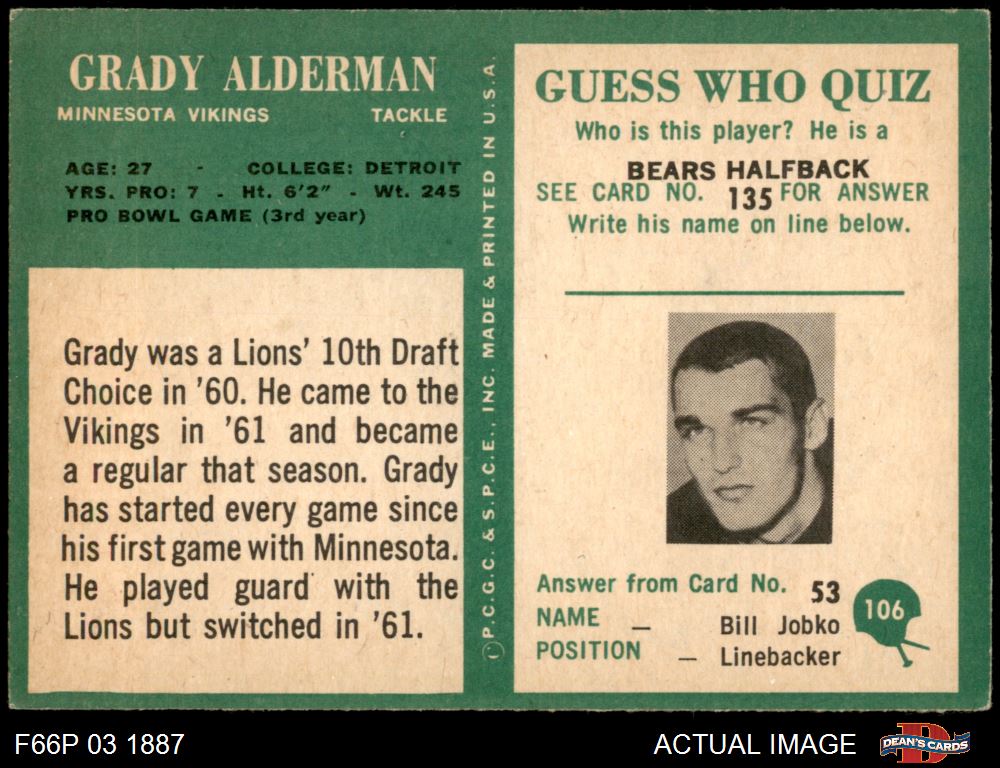 GRADY ALDERMAN
MINNESOTA VIKINGS TACKLE
AGE: 27 - COLLEGE: DETROIT
YRS. PRO: 7 - Ht. 6'2" - Wt. 245
PRO BOWL GAME (3rd year)
Grady was a Lions' 10th Draft
Choice in '60. He came to the
Vikings in '61 and became
a regular that season. Grady
has started every game since
his first game with Minnesota.
He played guard with the
Lions but switched in '61.
©P.C.G.C. & S.P.C.E., INC. MADE & PRINTED IN U.S.A.
GUESS WHO QUIZ
Who is this player? He is a
BEARS HALFBACK
SEE CARD NO. 135 FOR ANSWER
Write his name on line below.
Answer from Card No. 53
NAME — Bill Jobko
POSITION — Linebacker
106
F66P 03 1887
ACTUAL IMAGE
D
DEAN'S CARDS